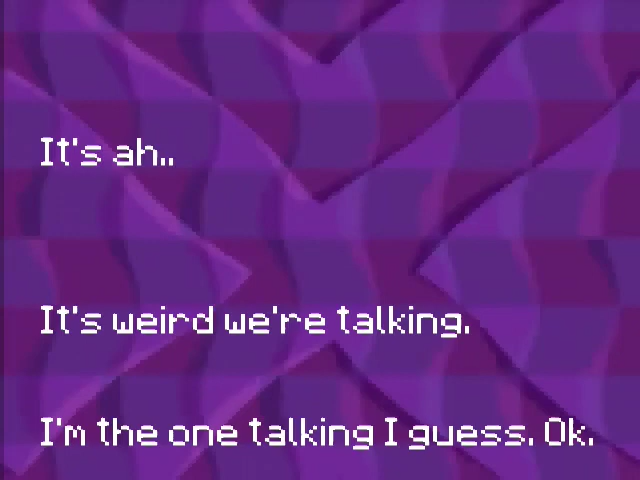 It's ah..
It's weird we're talking.
I'm the one talking I guess. Ok.